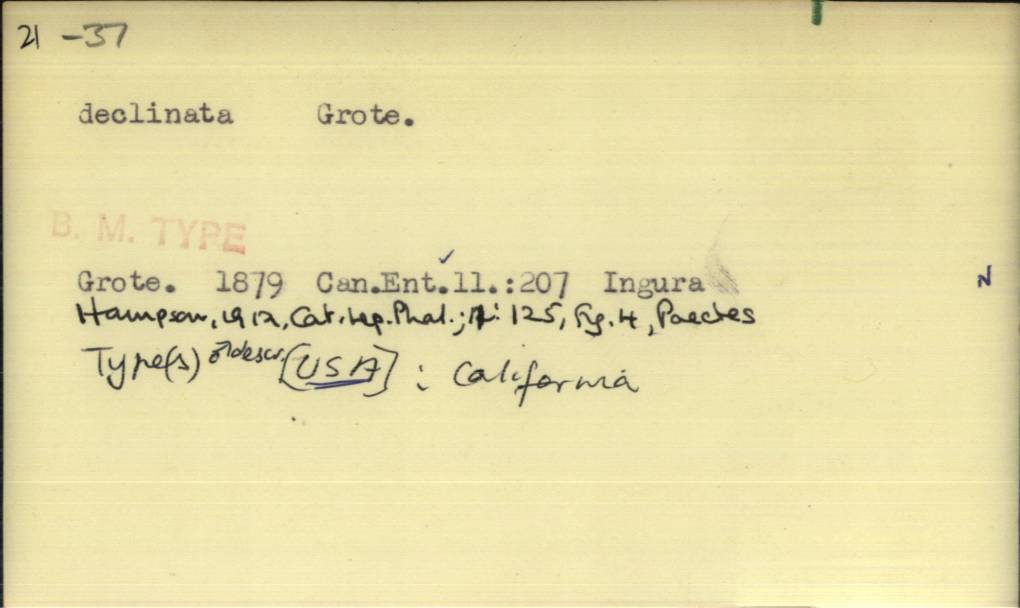 21 -37
declinata Grote.
B. M. TYPE
Grote. 1879 Can.Ent.11.:207 Ingura
N
Hampson, 1912, Cat. Lep. Phal.; : 125, Fig. 4, Paectes
Type(s) ♂ descr. [USA] : California